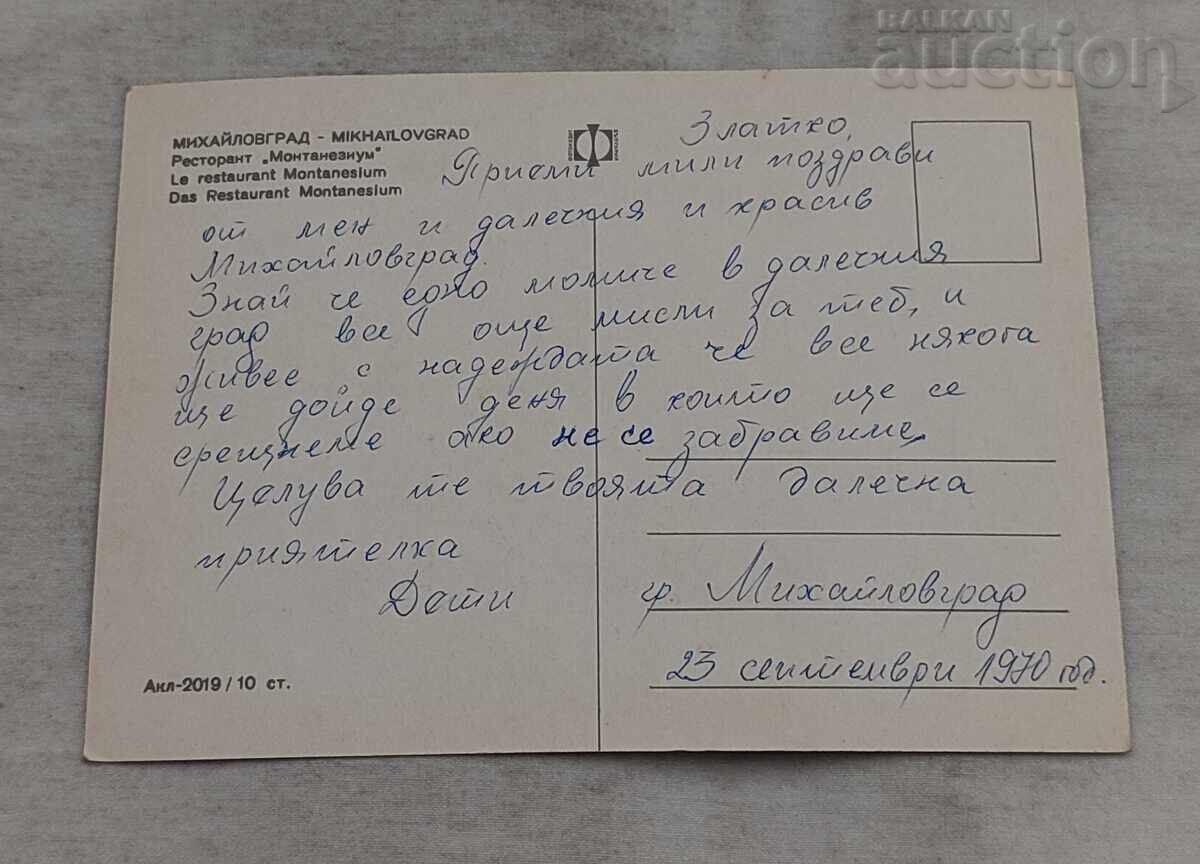 BALKAN
auction
МИХАЙЛОВГРАД - MIKHAÏLOVGRAD
Ресторант „Монтанезиум"
Le restaurant Montanesium
Das Restaurant Montanesium
Златко,
Приеми мили поздрави
от мен и далечния и красив
Михайловград.
Знай че едно момиче в далечния
град все още мисли за теб, и
живее с надеждата че все някога
ще дойде деня в които ще се
срещнеме ако не се забравиме.
Целува те твоята далечна
приятелка
Дети
гр. Михайловград
23 септември 1970 год.
Акл-2019/10 ст.